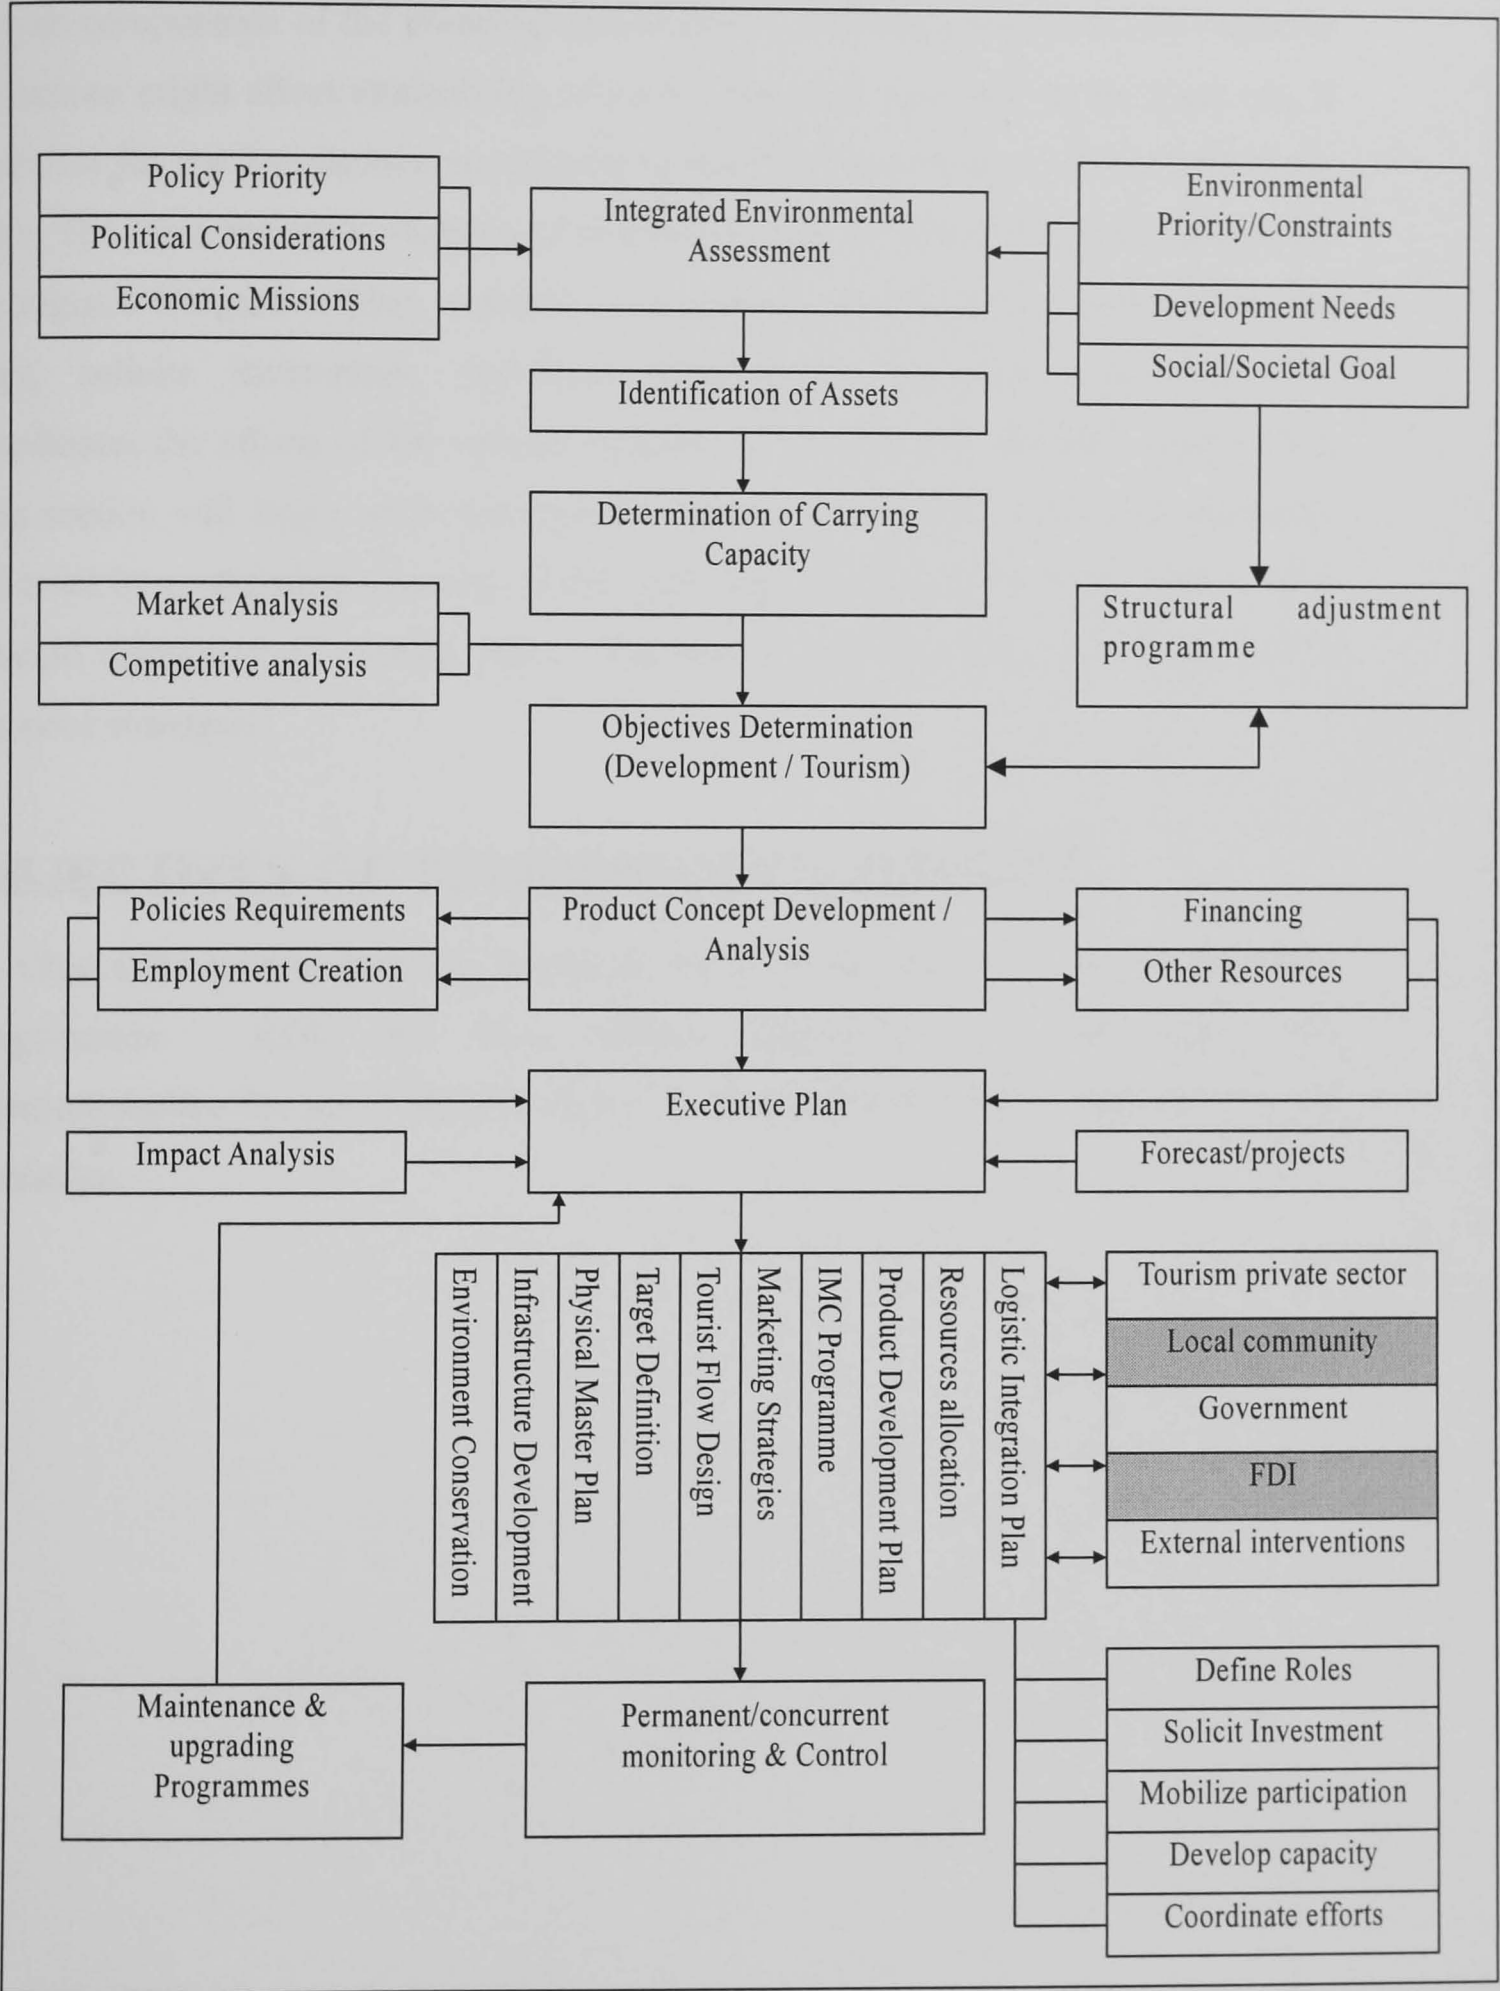 Policy Priority
Political Considerations
Economic Missions
Integrated Environmental
Assessment
Environmental
Priority/Constraints
Development Needs
Social/Societal Goal
Identification of Assets
Determination of Carrying
Capacity
Market Analysis
Competitive analysis
Structural adjustment
programme
Objectives Determination
(Development / Tourism)
Policies Requirements
Employment Creation
Product Concept Development /
Analysis
Financing
Other Resources
Executive Plan
Impact Analysis
Forecast/projects
Environment Conservation
Infrastructure Development
Physical Master Plan
Target Definition
Tourist Flow Design
Marketing Strategies
IMC Programme
Product Development Plan
Resources allocation
Logistic Integration Plan
Tourism private sector
Local community
Government
FDI
External interventions
Maintenance &
upgrading
Programmes
Permanent/concurrent
monitoring & Control
Define Roles
Solicit Investment
Mobilize participation
Develop capacity
Coordinate efforts